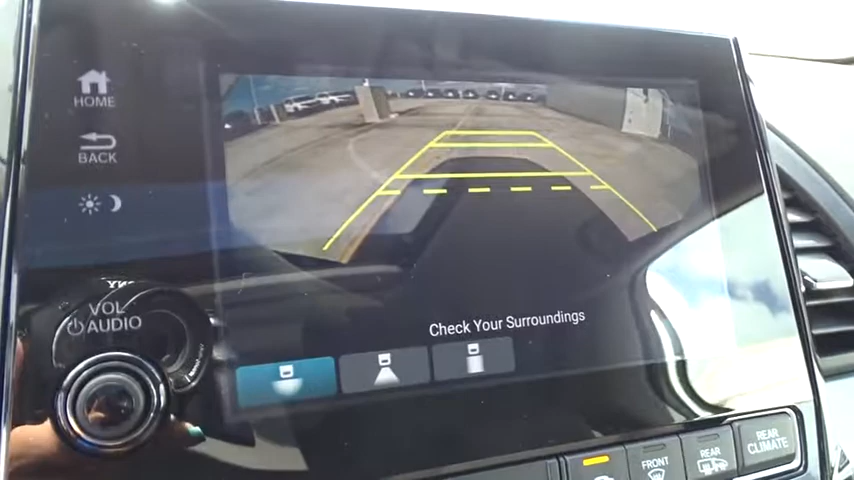 HOME
BACK
VOL
AUDIO
Check Your Surroundings
FRONT
REAR
REAR
CLIMATE